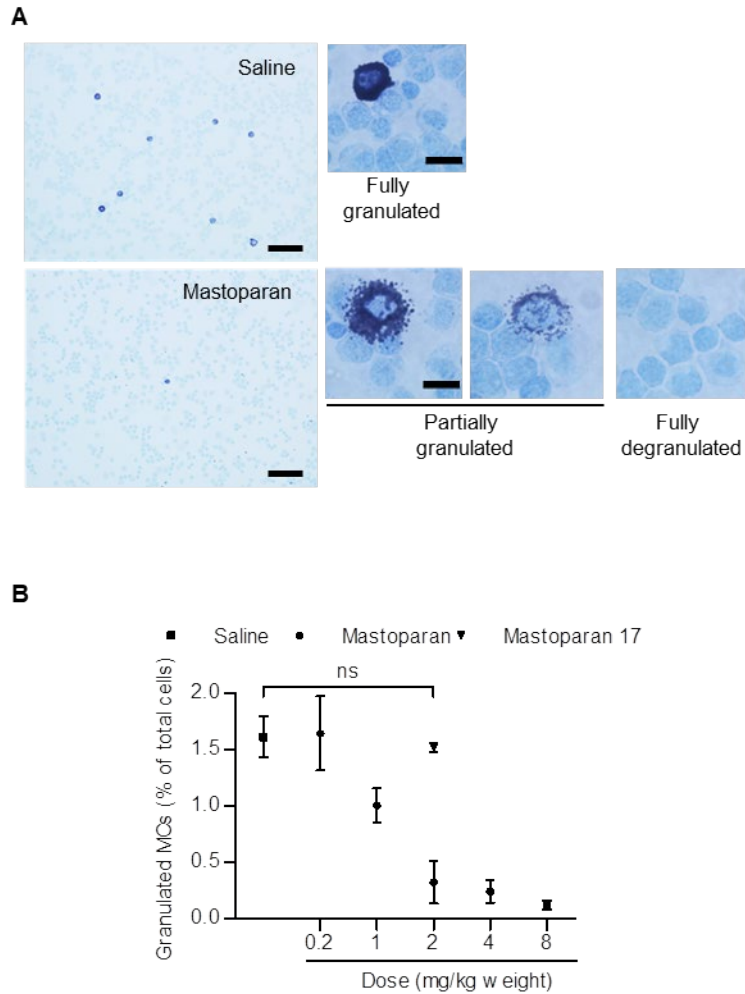 A
Saline
Fully
granulated
Mastoparan
Partially
granulated
Fully
degranulated
B
Saline Mastoparan Mastoparan 17
ns
Granulated MCs (% of total cells)
2.0
1.5
1.0
0.5
0.0
0.2 1 2 4 8
Dose (mg/kg w eight)